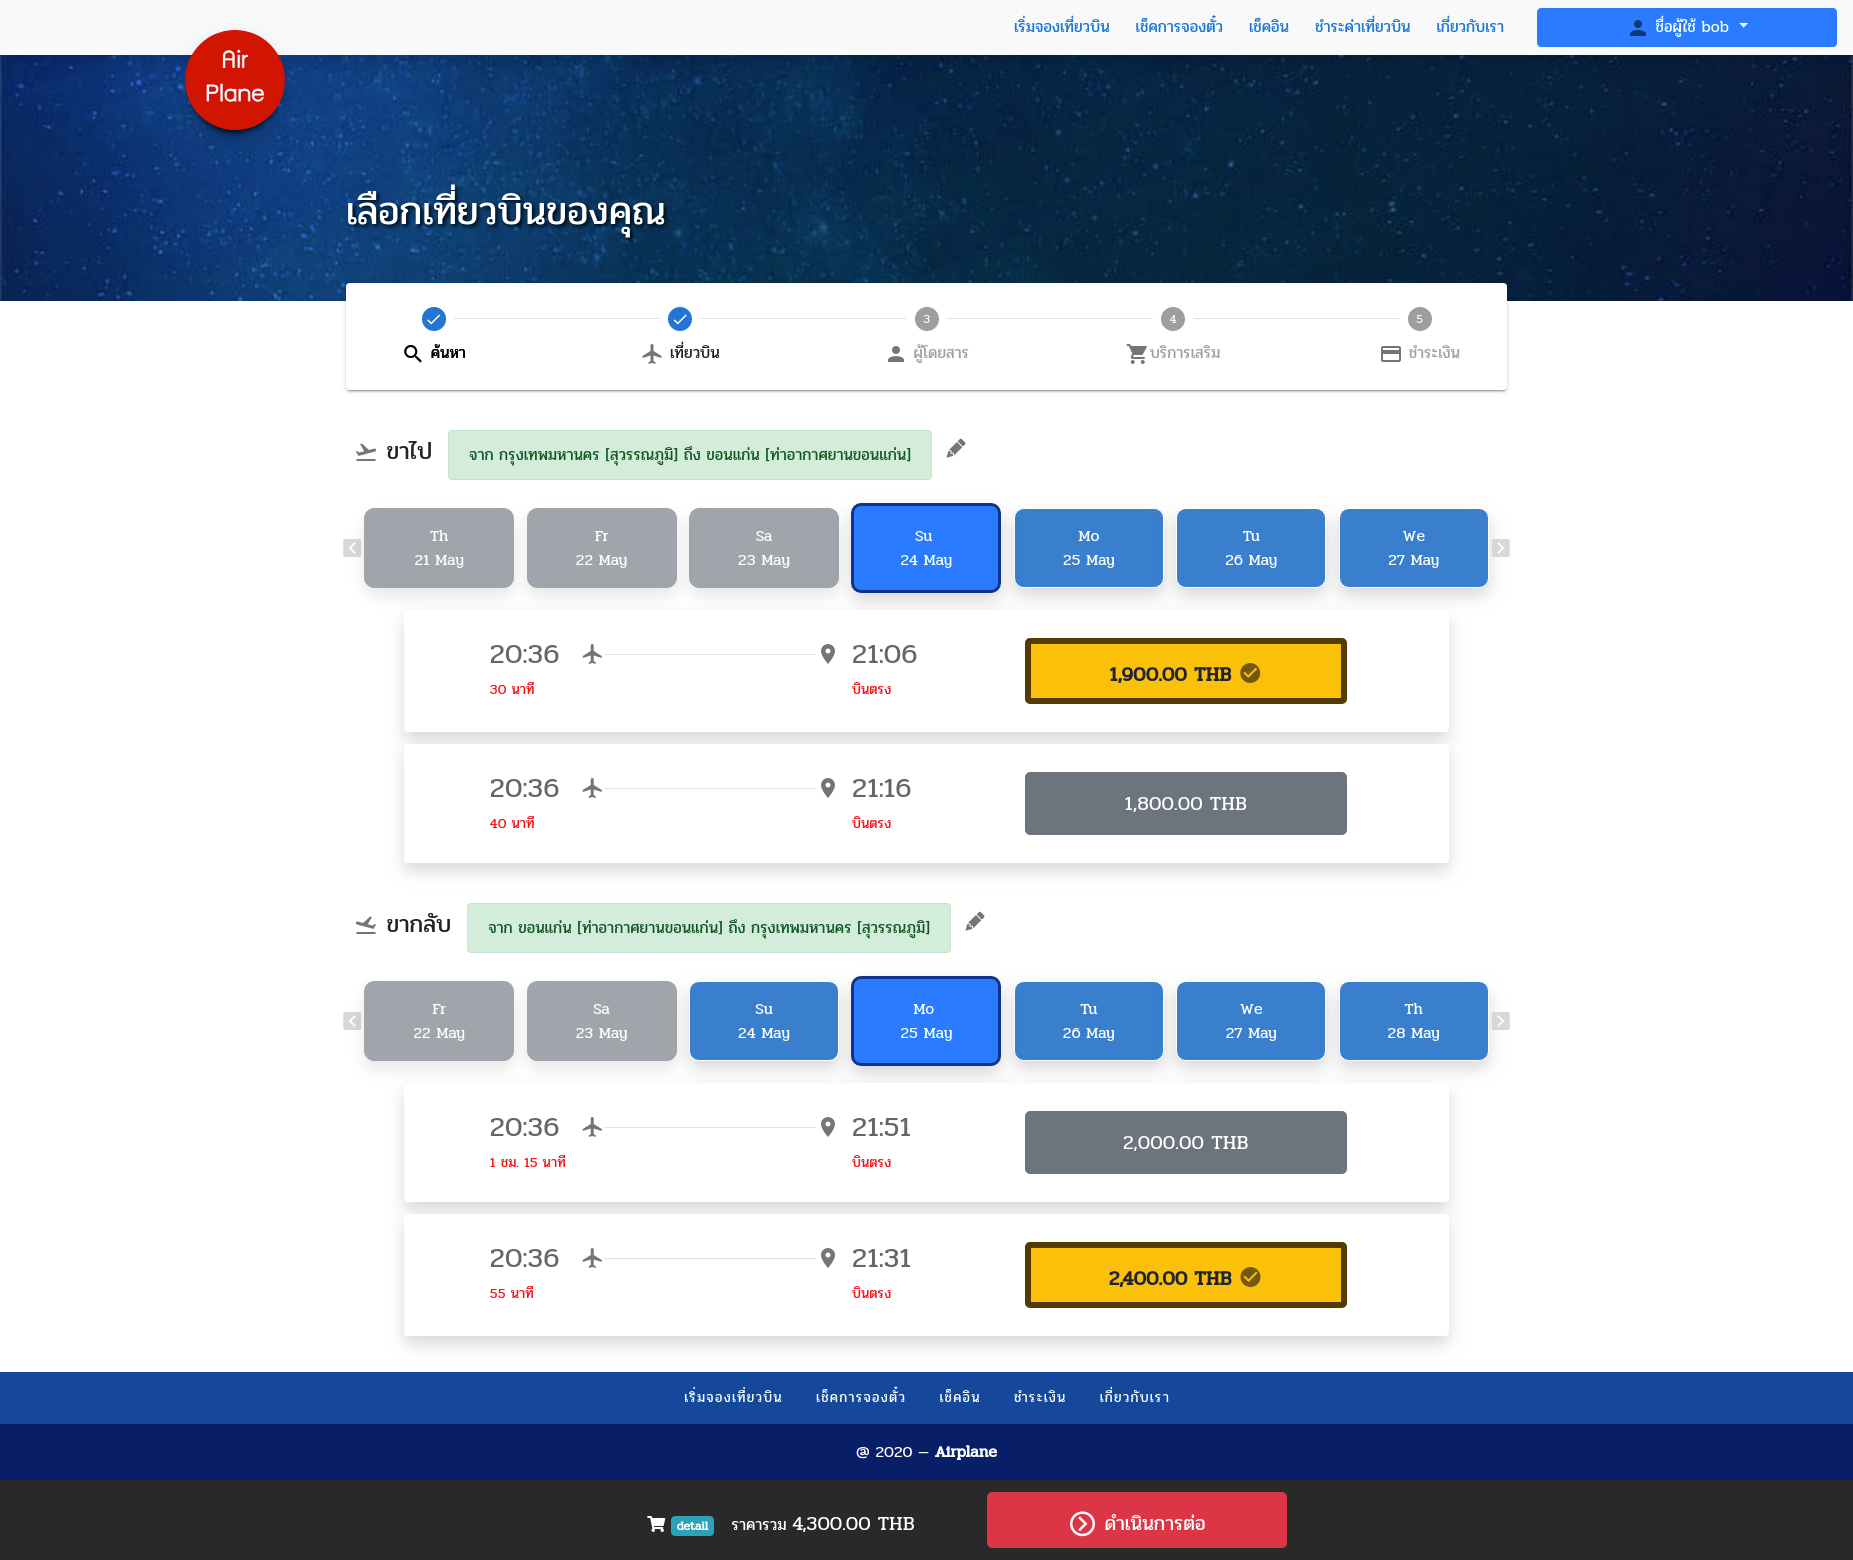 เริ่มจองเที่ยวบิน เช็คการจองตั๋ว เช็คอิน ชำระค่าเที่ยวบิน เกี่ยวกับเรา ชื่อผู้ใช้ bob
Air
Plane
เลือกเที่ยวบินของคุณ
3 4 5
ค้นหา เที่ยวบิน ผู้โดยสาร บริการเสริม ชำระเงิน
ขาไป จาก กรุงเทพมหานคร [สุวรรณภูมิ] ถึง ขอนแก่น [ท่าอากาศยานขอนแก่น]
Th Fr Sa Su Mo Tu We
21 May 22 May 23 May 24 May 25 May 26 May 27 May
20:36 21:06 1,900.00 THB
30 นาที บินตรง
20:36 21:16 1,800.00 THB
40 นาที บินตรง
ขากลับ จาก ขอนแก่น [ท่าอากาศยานขอนแก่น] ถึง กรุงเทพมหานคร [สุวรรณภูมิ]
Fr Sa Su Mo Tu We Th
22 May 23 May 24 May 25 May 26 May 27 May 28 May
20:36 21:51 2,000.00 THB
1 ชม. 15 นาที บินตรง
20:36 21:31 2,400.00 THB
55 นาที บินตรง
เริ่มจองเที่ยวบิน เช็คการจองตั๋ว เช็คอิน ชำระเงิน เกี่ยวกับเรา
@ 2020 — Airplane
detail ราคารวม 4,300.00 THB ดำเนินการต่อ